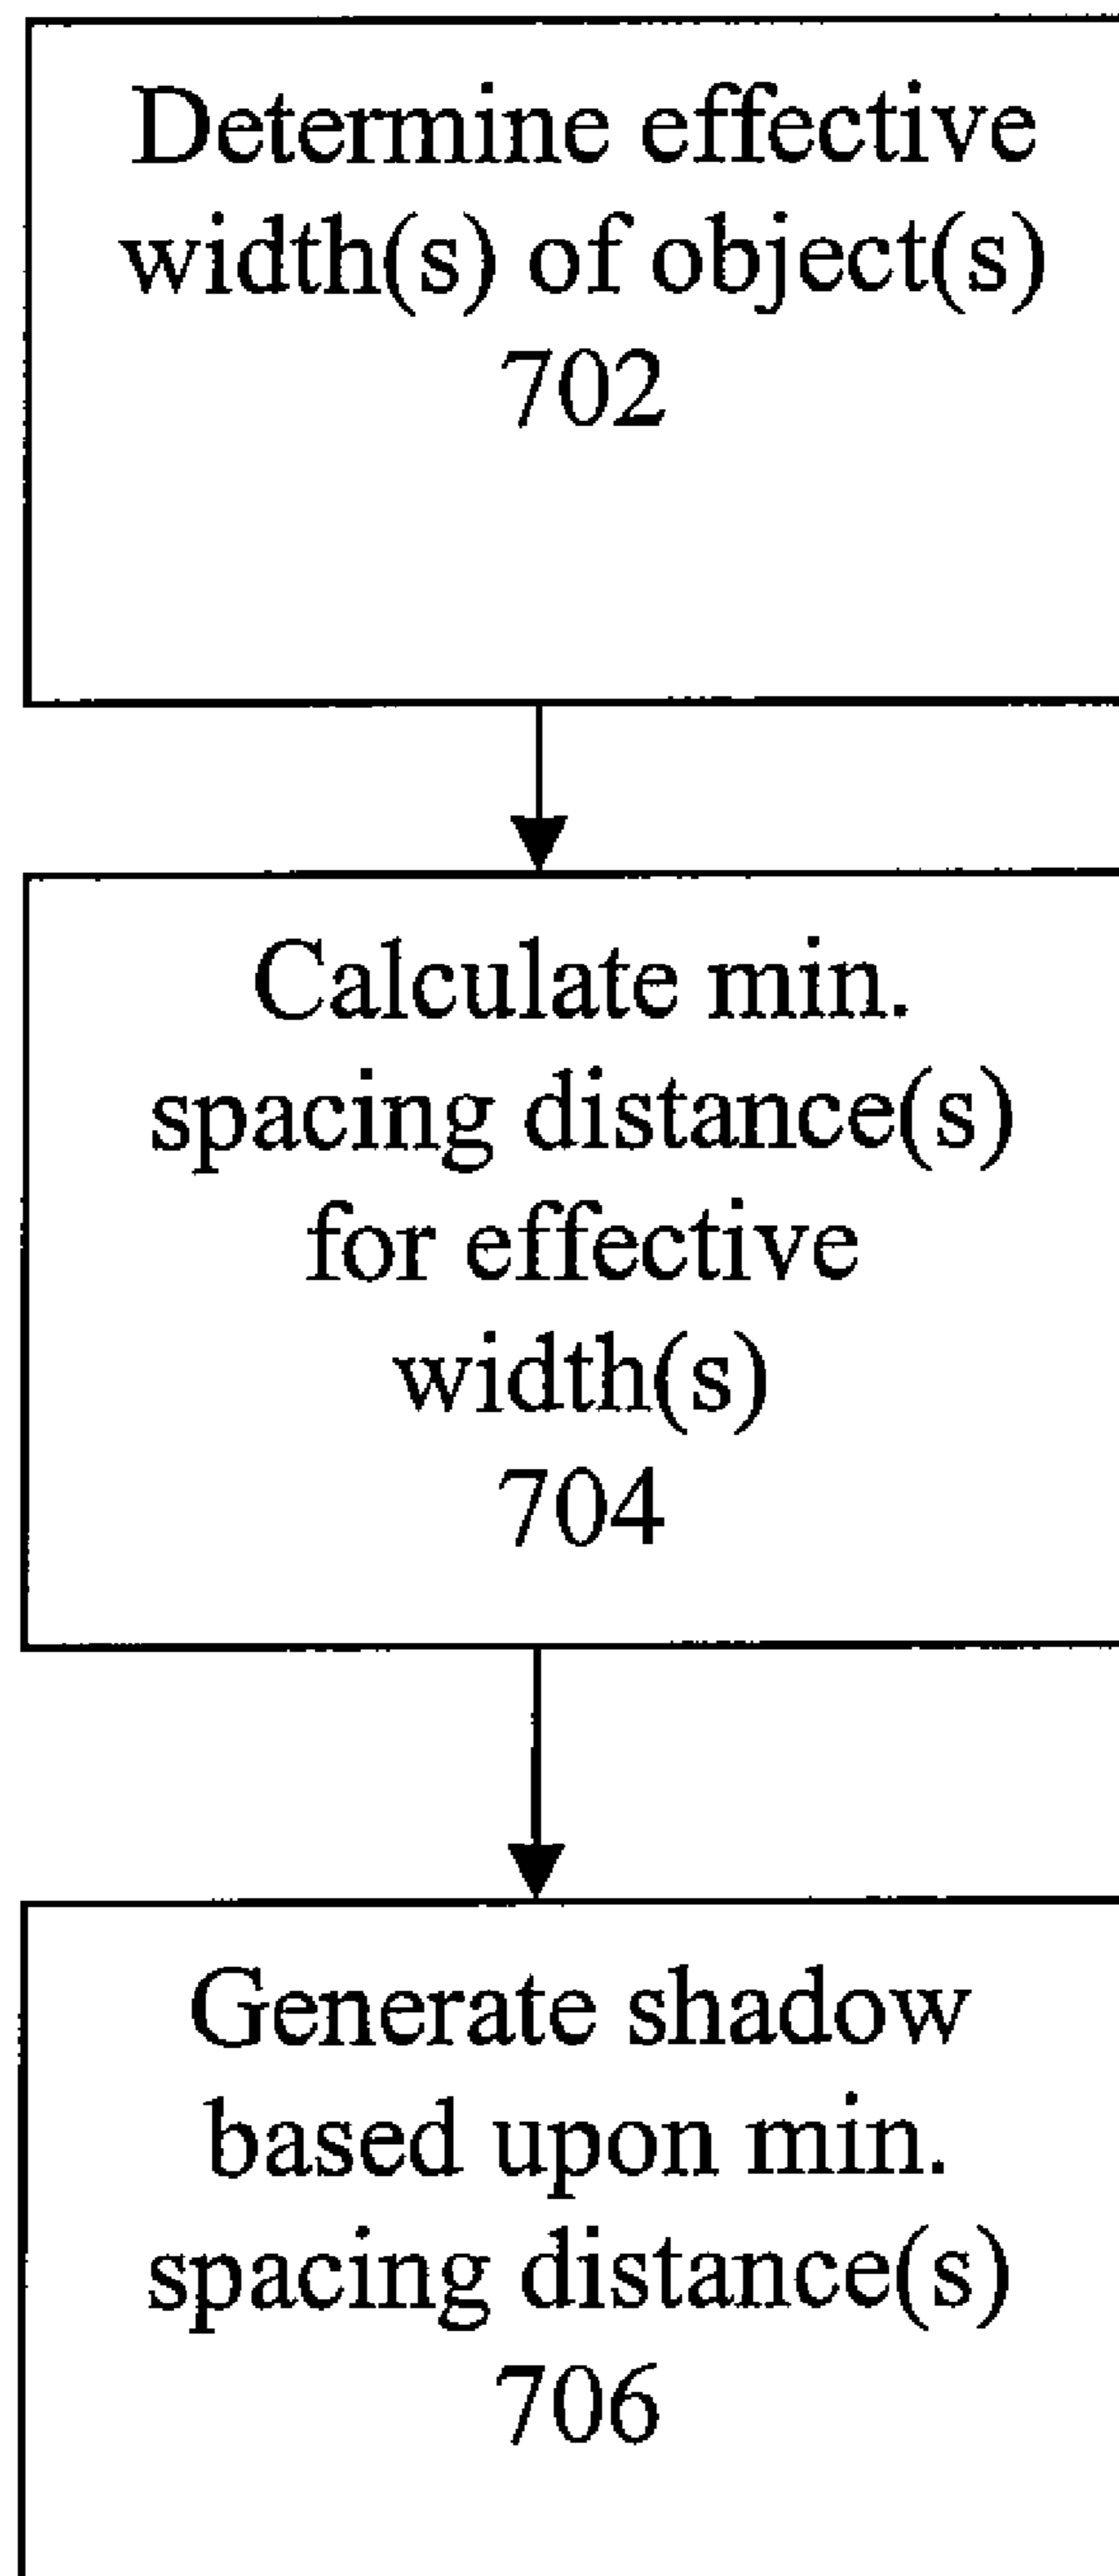 Determine effective
width(s) of object(s)
702
Calculate min.
spacing distance(s)
for effective
width(s)
704
Generate shadow
based upon min.
spacing distance(s)
706